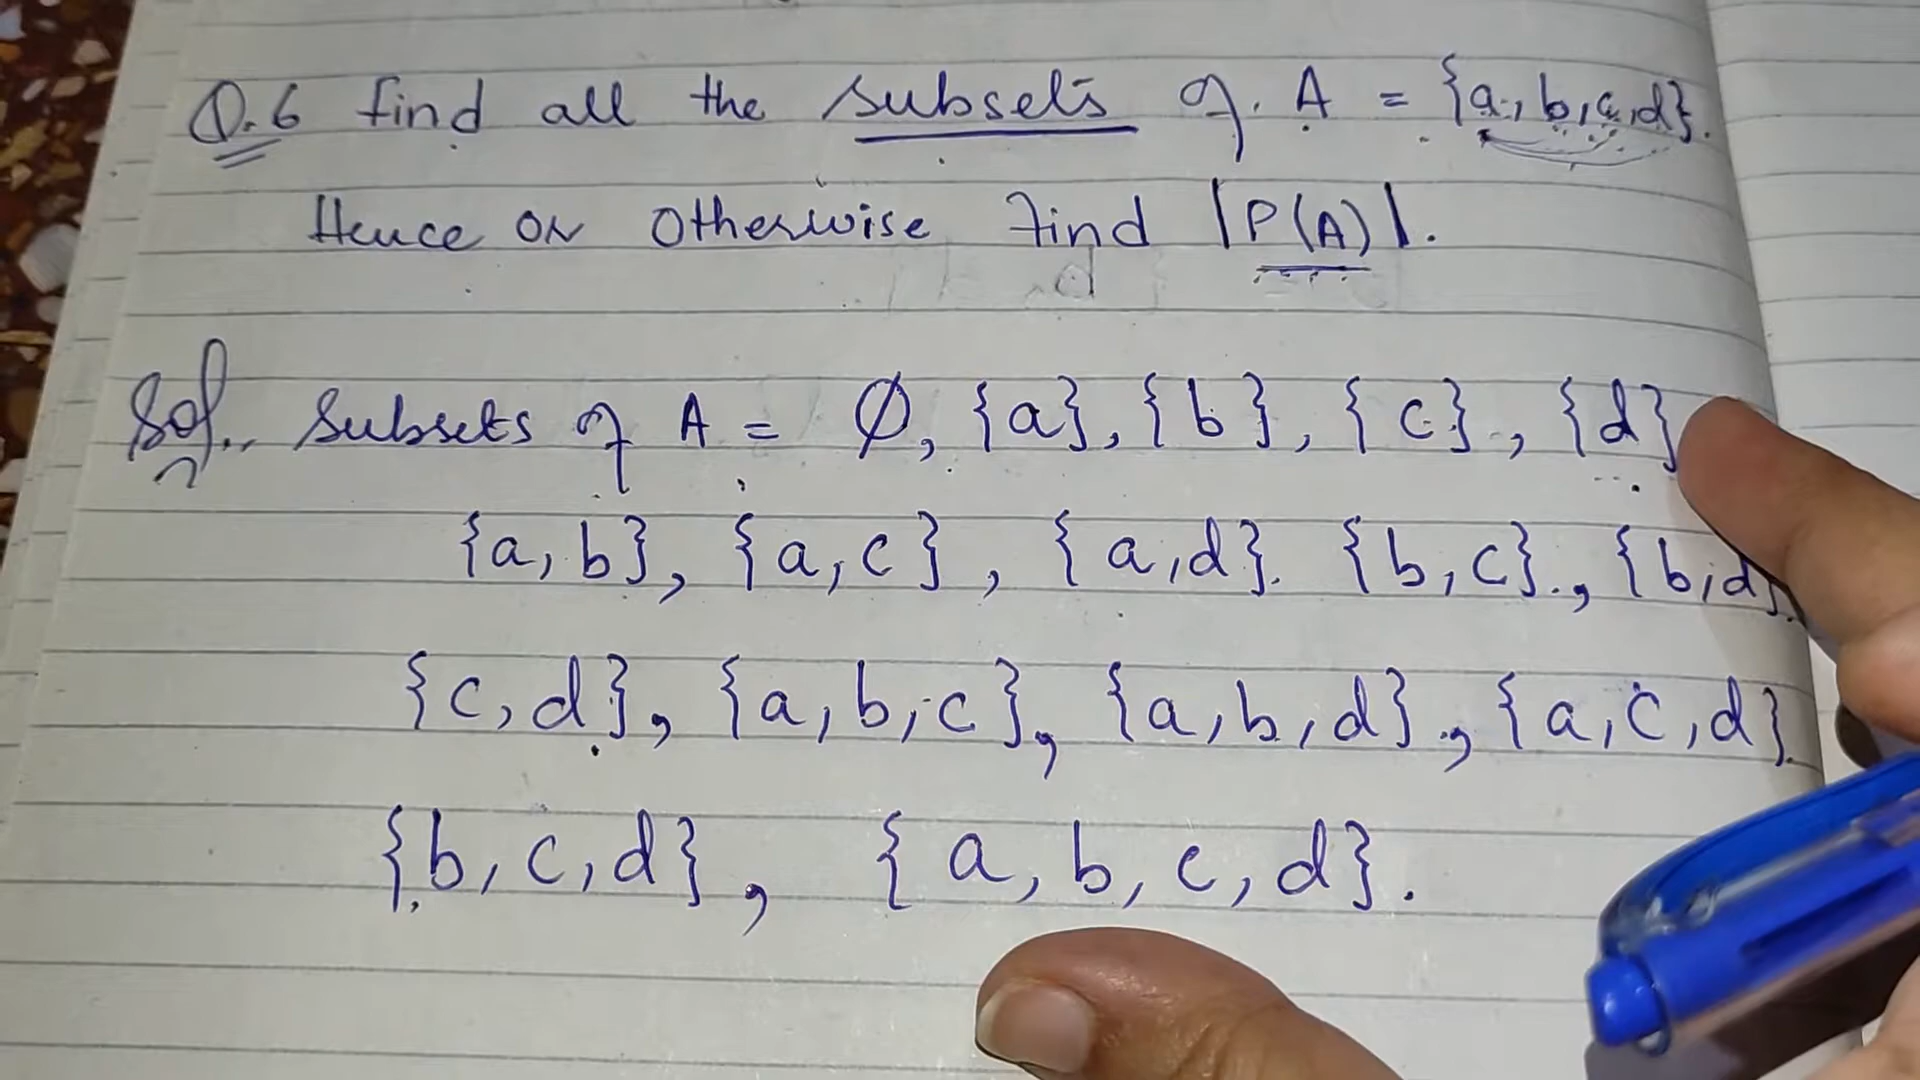 Q.6 find all the subsets of. A = {a, b, c, d}.
Hence or Otherwise find |P(A)|.
Sol. Subsets of A = Ø, {a}, {b}, {c}, {d}
{a, b}, {a, c}, {a, d}. {b, c}, {b, d}
{c, d}, {a, b, c}, {a, b, d}, {a, c, d}
{b, c, d}, {a, b, c, d}.